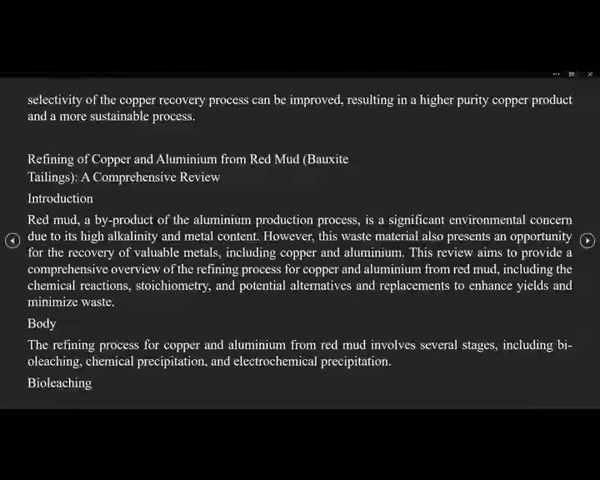 selectivity of the copper recovery process can be improved, resulting in a higher purity copper product
and a more sustainable process.
Refining of Copper and Aluminium from Red Mud (Bauxite
Tailings): A Comprehensive Review
Introduction
Red mud, a by-product of the aluminium production process, is a significant environmental concern
due to its high alkalinity and metal content. However, this waste material also presents an opportunity
for the recovery of valuable metals, including copper and aluminium. This review aims to provide a
comprehensive overview of the refining process for copper and aluminium from red mud, including the
chemical reactions, stoichiometry, and potential alternatives and replacements to enhance yields and
minimize waste.
Body
The refining process for copper and aluminium from red mud involves several stages, including bi-
oleaching, chemical precipitation, and electrochemical precipitation.
Bioleaching